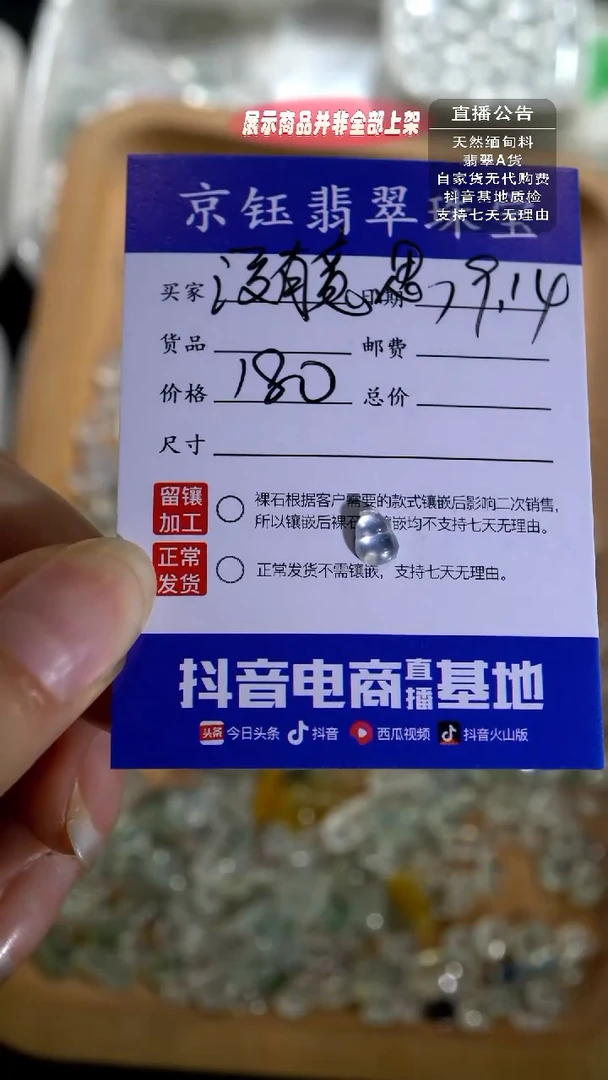 展示商品并非全部上架
直播公告
天然缅甸料
翡翠A货
自家货无代购费
抖音基地质检
支持七天无理由
京钰翡翠珠宝
买家 没有意思, 日期 9.14
货品 邮费
价格 180 总价
尺寸
留镶加工 裸石根据客户需要的款式镶嵌后影响二次销售,
所以镶嵌后裸石 镶嵌均不支持七天无理由。
正常发货 正常发货不需镶嵌,支持七天无理由。
抖音电商直播基地
头条 今日头条 抖音 西瓜视频 抖音火山版